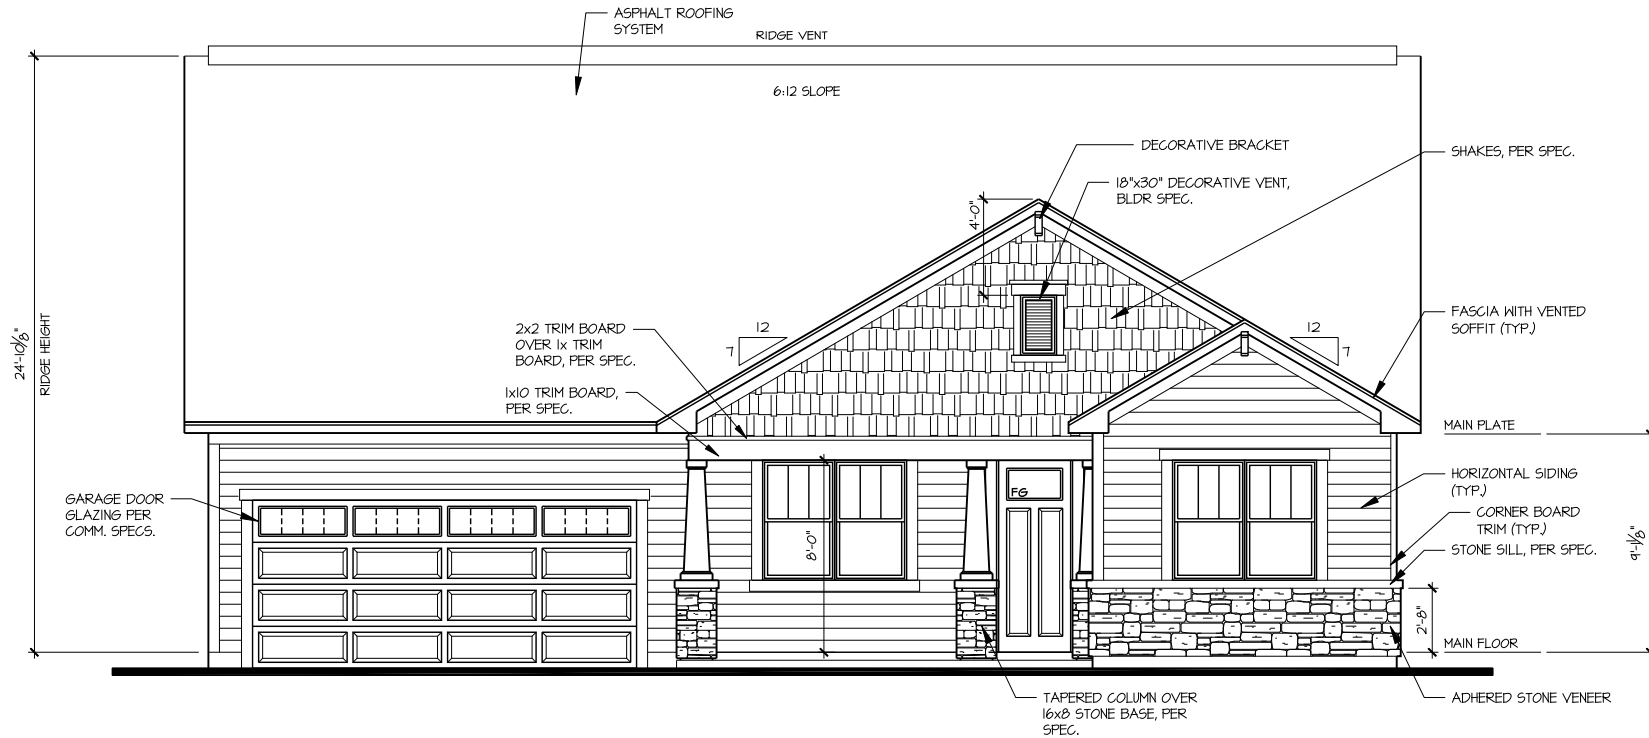 ASPHALT ROOFING
SYSTEM
RIDGE VENT
6:12 SLOPE
DECORATIVE BRACKET
SHAKES, PER SPEC.
18"x30" DECORATIVE VENT,
BLDR SPEC.
4'-0"
24'-10⅛"
RIDGE HEIGHT
2x2 TRIM BOARD
OVER 1x TRIM
BOARD, PER SPEC.
12
7
12
7
FASCIA WITH VENTED
SOFFIT (TYP.)
1x10 TRIM BOARD,
PER SPEC.
MAIN PLATE
HORIZONTAL SIDING
(TYP.)
GARAGE DOOR
GLAZING PER
COMM. SPECS.
FG
CORNER BOARD
TRIM (TYP.)
STONE SILL, PER SPEC.
8'-0"
9'-1⅛"
2'-8"
MAIN FLOOR
TAPERED COLUMN OVER
16x8 STONE BASE, PER
SPEC.
ADHERED STONE VENEER